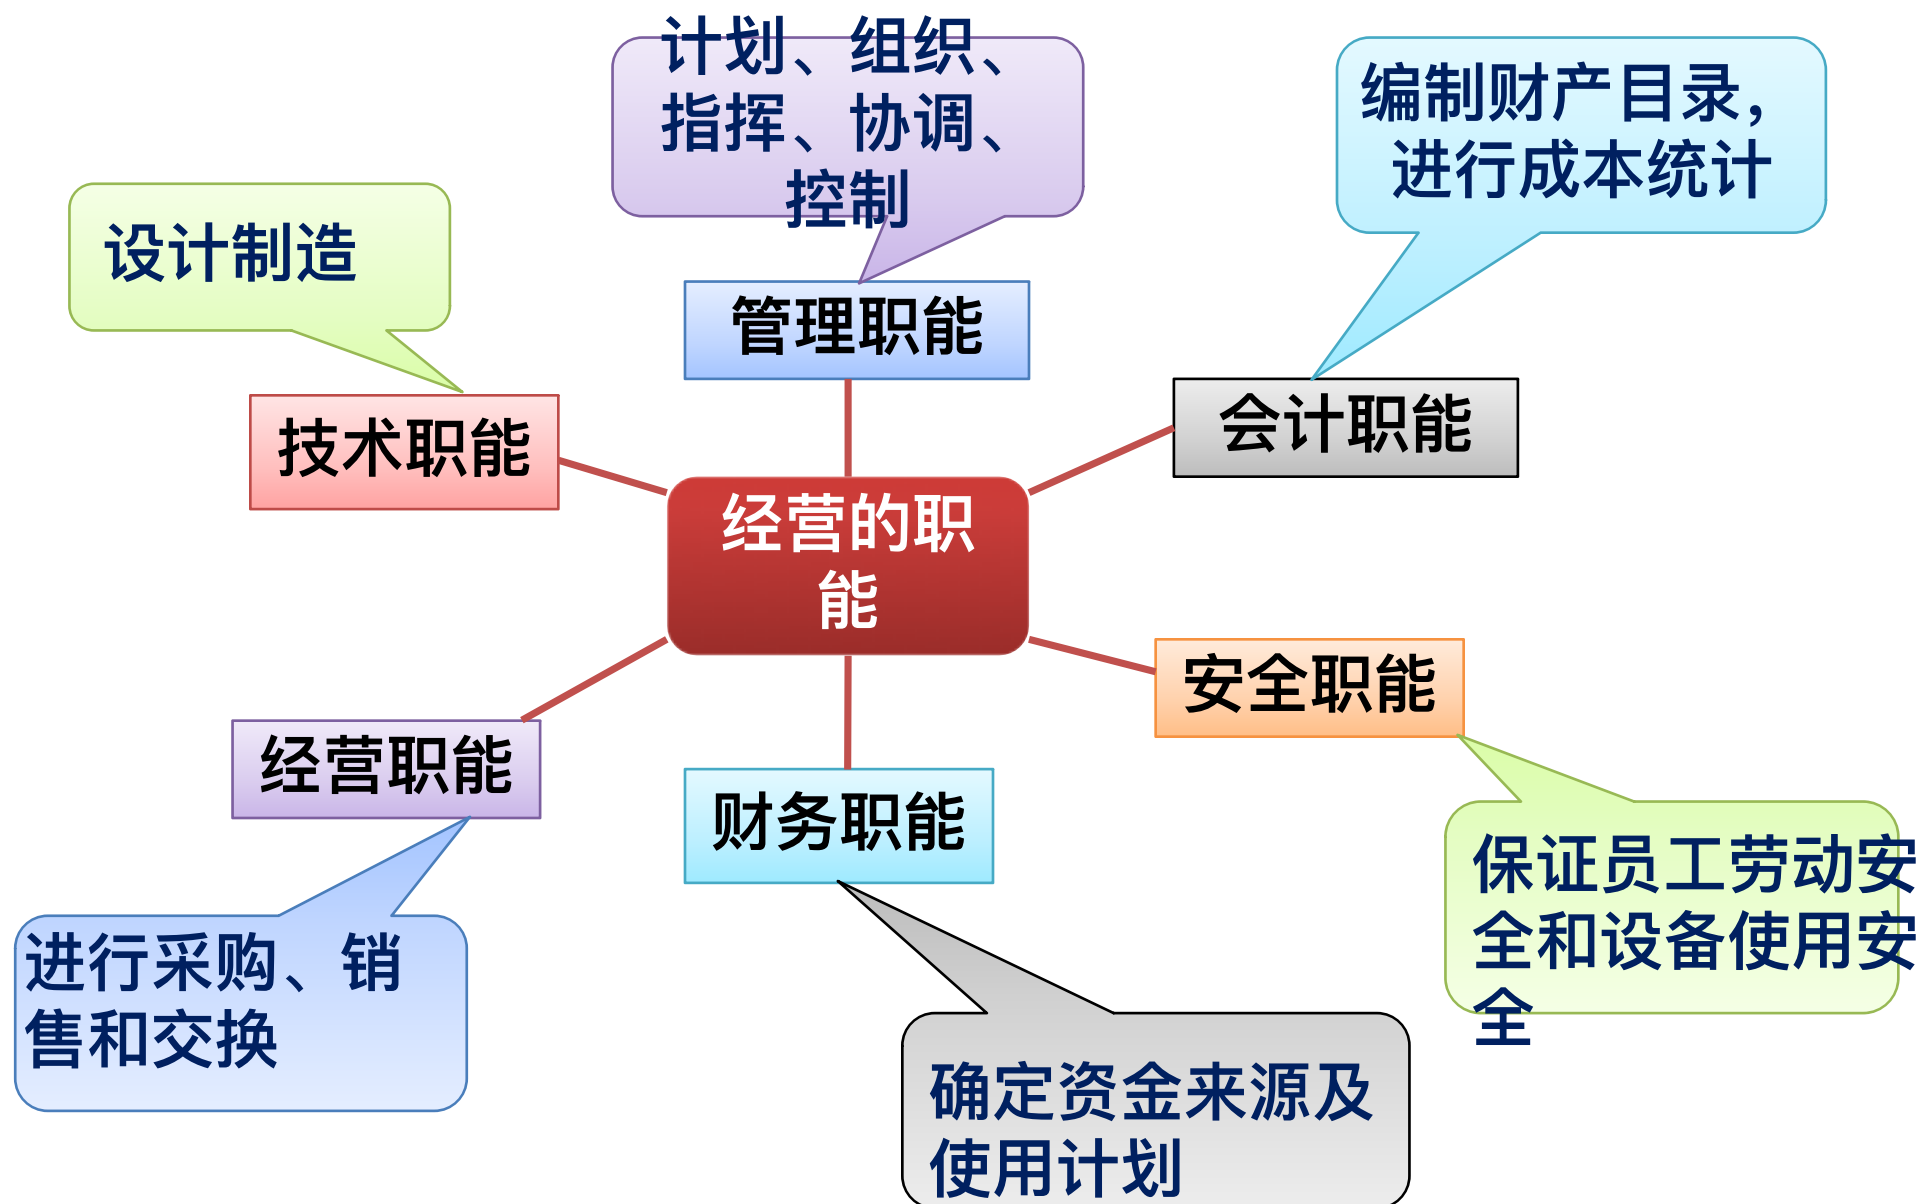 计划、组织、
指挥、协调、
控制
编制财产目录，
进行成本统计
设计制造
管理职能
会计职能
技术职能
经营的职
能
安全职能
经营职能
财务职能
保证员工劳动安
全和设备使用安
全
进行采购、销
售和交换
确定资金来源及
使用计划